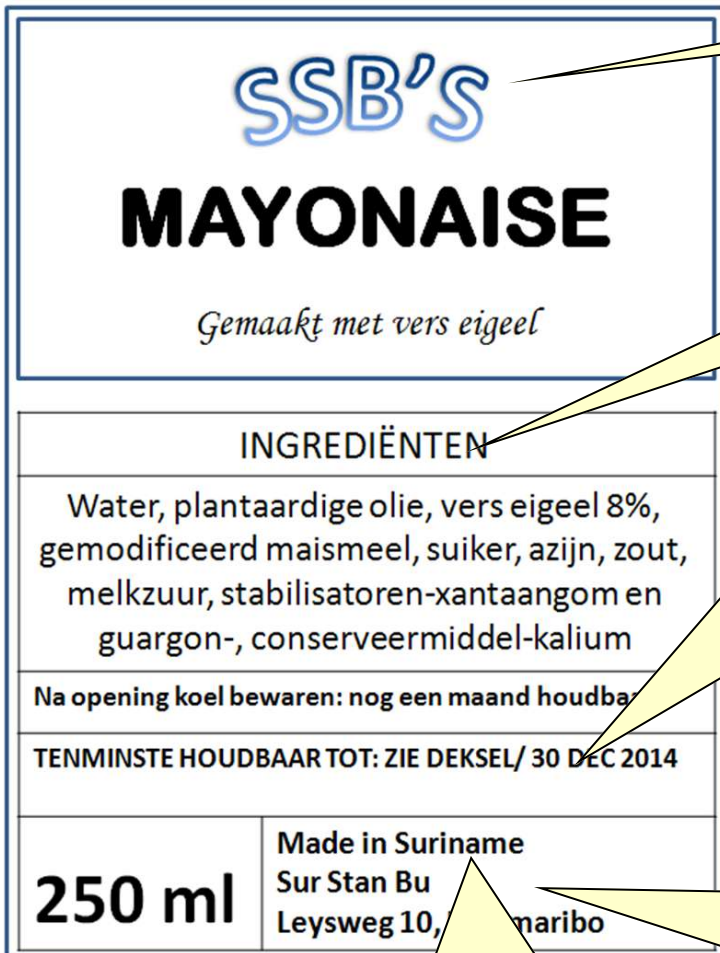 SSB'S
MAYONAISE
Gemaakt met vers eigeel
INGREDIËNTEN
Water, plantaardige olie, vers eigeel 8%,
gemodificeerd maismeel, suiker, azijn, zout,
melkzuur, stabilisatoren-xantaangom en
guargon-, conserveermiddel-kalium
Na opening koel bewaren: nog een maand
TENMINSTE HOUDBAAR TOT: ZIE DEKSEL/ 30 DEC 2014
250 ml
Made in Suriname
Sur Stan Bu
Leysweg 10,